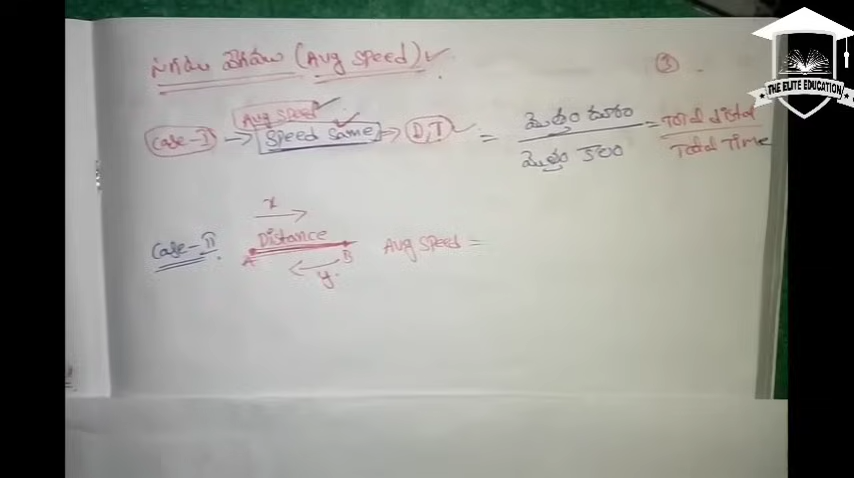 సగటు వేగము (Avg Speed)
③
Avg Speed
Case-I → Speed Same → D,T = మొత్తం దూరం / మొత్తం కాలం = Total / Total Time
x
Case-II Distance Avg Speed =
A B
y
THE ELITE EDUCATION